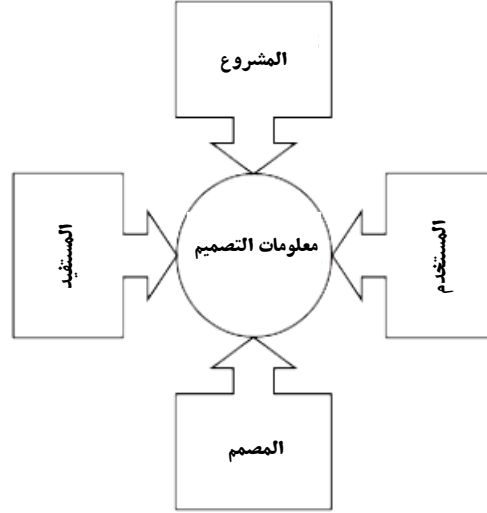 المشروع
المستخدم
معلومات التصميم
المستفيد
المصمم